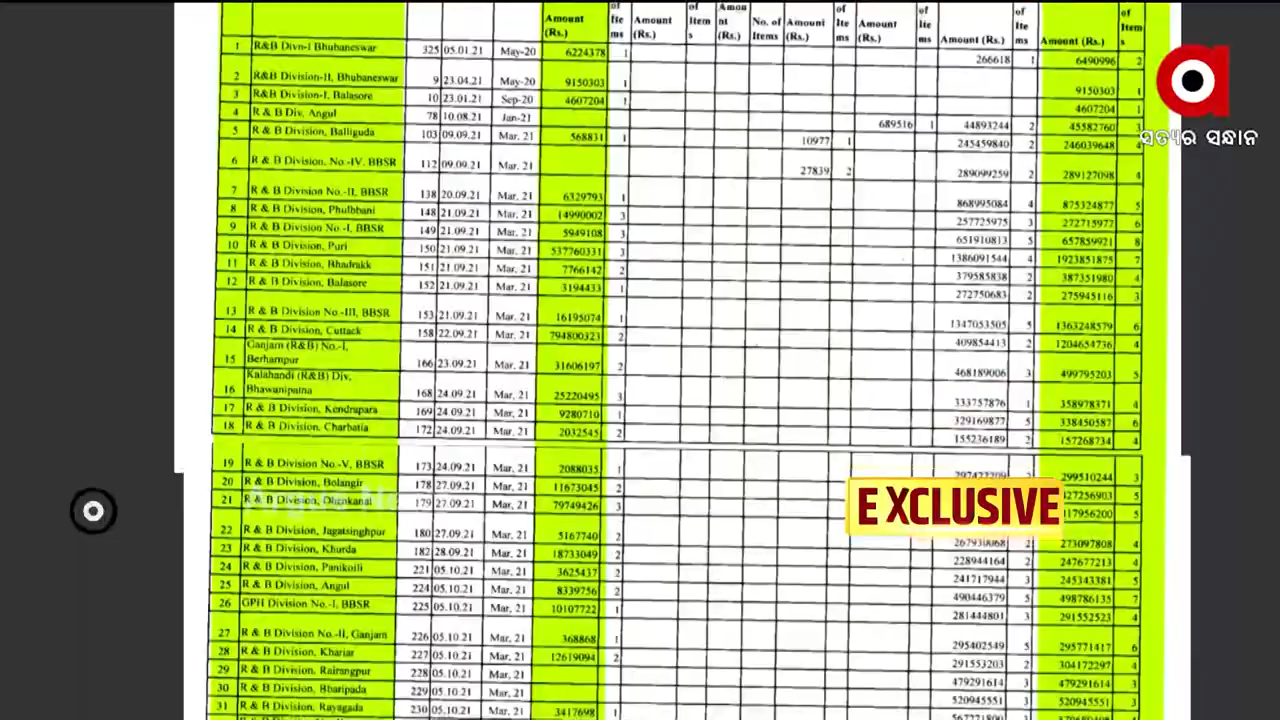 of of of of of of
Amount Ite Amount Item Amou No. of Amount Ite Amount Ite Amount (Rs.) Ite Amount (Rs.) Item
(Rs.) ms (Rs.) s nt (Rs.) Items (Rs.) ms (Rs.) ms ms s
1 R&B Divn-I Bhubaneswar 325 05.01.21 May-20 6224378 1 266618 1 6490996 2
2 R&B Division-II, Bhubaneswar 9 23.04.21 May-20 9150303 1 9150303 1
3 R&B Division-I, Balasore 10 23.01.21 Sep-20 4607204 1 4607204 1
4 R & B Div, Angul 78 10.08.21 Jan-21 689516 1 44893244 2 45582760
5 R & B Division, Balliguda 103 09.09.21 Mar. 21 568831 1 10977 1 245459840 2 246039648 4
6 R & B Division, No.-IV, BBSR 112 09.09.21 Mar. 21 27839 2 289099259 2 289127098 4
7 R & B Division No.-II, BBSR 138 20.09.21 Mar, 21 6329793 1 868995084 4 875324877 5
8 R & B Division, Phulbani 148 21.09.21 Mar, 21 14990002 3 257725975 3 272715977 6
9 R & B Division No.-I, BBSR 149 21.09.21 Mar, 21 5949108 3 651910813 5 657859921 8
10 R & B Division, Puri 150 21.09.21 Mar, 21 537760331 3 1386091544 4 1923851875 7
11 R & B Division, Bhadrakk 151 21.09.21 Mar, 21 7766142 2 379585838 2 387351980 4
12 R & B Division, Balasore 152 21.09.21 Mar, 21 3194433 1 272750683 2 275945116 3
13 R & B Division No.-III, BBSR 153 21.09.21 Mar, 21 16195074 1 1347053505 5 1363248579 6
14 R & B Division, Cuttack 158 22.09.21 Mar, 21 794800323 2 409854413 2 1204654736 4
Ganjam (R&B) No.-I,
15 Berhampur 166 23.09.21 Mar, 21 31606197 2 468189006 3 499795203 5
Kalahandi (R&B) Div,
16 Bhawanipatna 168 24.09.21 Mar, 21 25220495 3 333757876 1 358978371 4
17 R & B Division, Kendrapara 169 24.09.21 Mar, 21 9280710 1 329169877 5 338450587 6
18 R & B Division, Charbatia 172 24.09.21 Mar, 21 2032545 2 155236189 2 157268734 4
19 R & B Division No.-V, BBSR 173 24.09.21 Mar, 21 2088035 1 299510244 3
20 R & B Division, Bolangir 178 27.09.21 Mar, 21 11673045 2 5
21 R & B Division, Dhenkanal 179 27.09.21 Mar, 21 79749426 3 5
22 R & B Division, Jagatsinghpur 180 27.09.21 Mar, 21 5167740 2 267930068 2 273097808 4
23 R & B Division, Khurda 182 28.09.21 Mar, 21 18733049 2 228944164 2 247677213 4
24 R & B Division, Panikoili 221 05.10.21 Mar, 21 3625437 2 241717944 3 245343381 5
25 R & B Division, Angul 224 05.10.21 Mar, 21 8339756 2 490446379 5 498786135 7
26 GPH Division No.-I, BBSR 225 05.10.21 Mar, 21 10107722 1 281444801 3 291552523 4
27 R & B Division No.-II, Ganjam 226 05.10.21 Mar, 21 368868 1 295402549 5 295771417 6
28 R & B Division, Khariar 227 05.10.21 Mar, 21 12619094 2 291553203 2 304172297 4
29 R & B Division, Rairangpur 228 05.10.21 Mar, 21 479291614 3 479291614 3
30 R & B Division, Baripada 229 05.10.21 Mar, 21 520945551 3 520945551 3
31 R & B Division, Rayagada 230 05.10.21 Mar, 21 3417698 1
ସତ୍ୟର ସନ୍ଧାନ
EXCLUSIVE